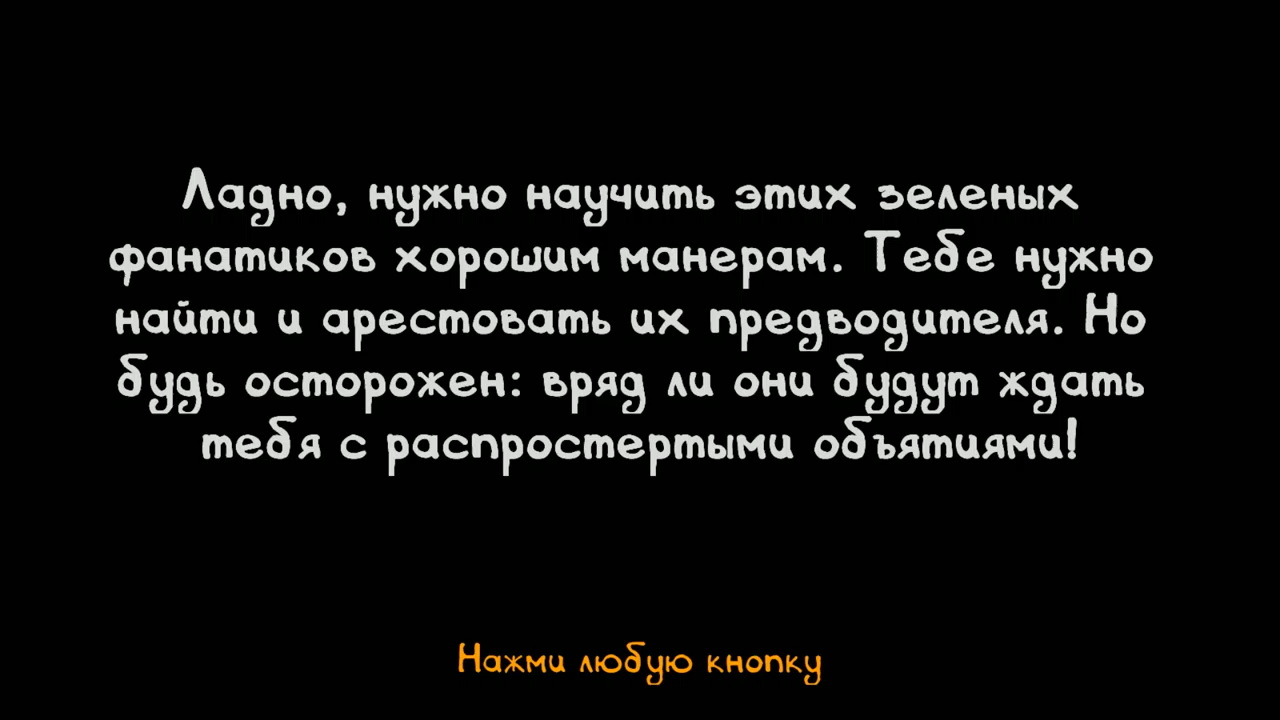 Ладно, нужно научить этих зеленых
фанатиков хорошим манерам. Тебе нужно
найти и арестовать их предводителя. Но
будь осторожен: вряд ли они будут ждать
тебя с распростертыми объятиями!
Нажми любую кнопку